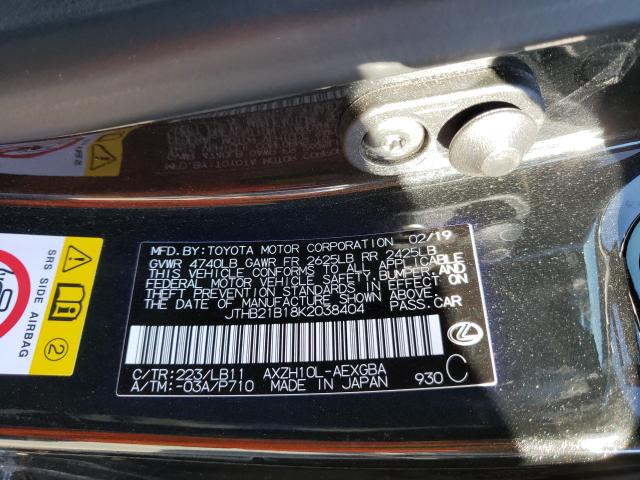 MFD. BY: TOYOTA MOTOR CORPORATION 02/19
GVWR 4740LB GAWR FR 2625LB RR 2425LB
THIS VEHICLE CONFORMS TO ALL APPLICABLE
FEDERAL MOTOR VEHICLE SAFETY, BUMPER, AND
THEFT PREVENTION STANDARDS IN EFFECT ON
THE DATE OF MANUFACTURE SHOWN ABOVE.
JTHB21B18K2038404 PASS.CAR
C/TR:223/LB11 AXZH10L-AEXGBA
A/TM:-03A/P710 MADE IN JAPAN 930 C
SRS SIDE AIRBAG
2